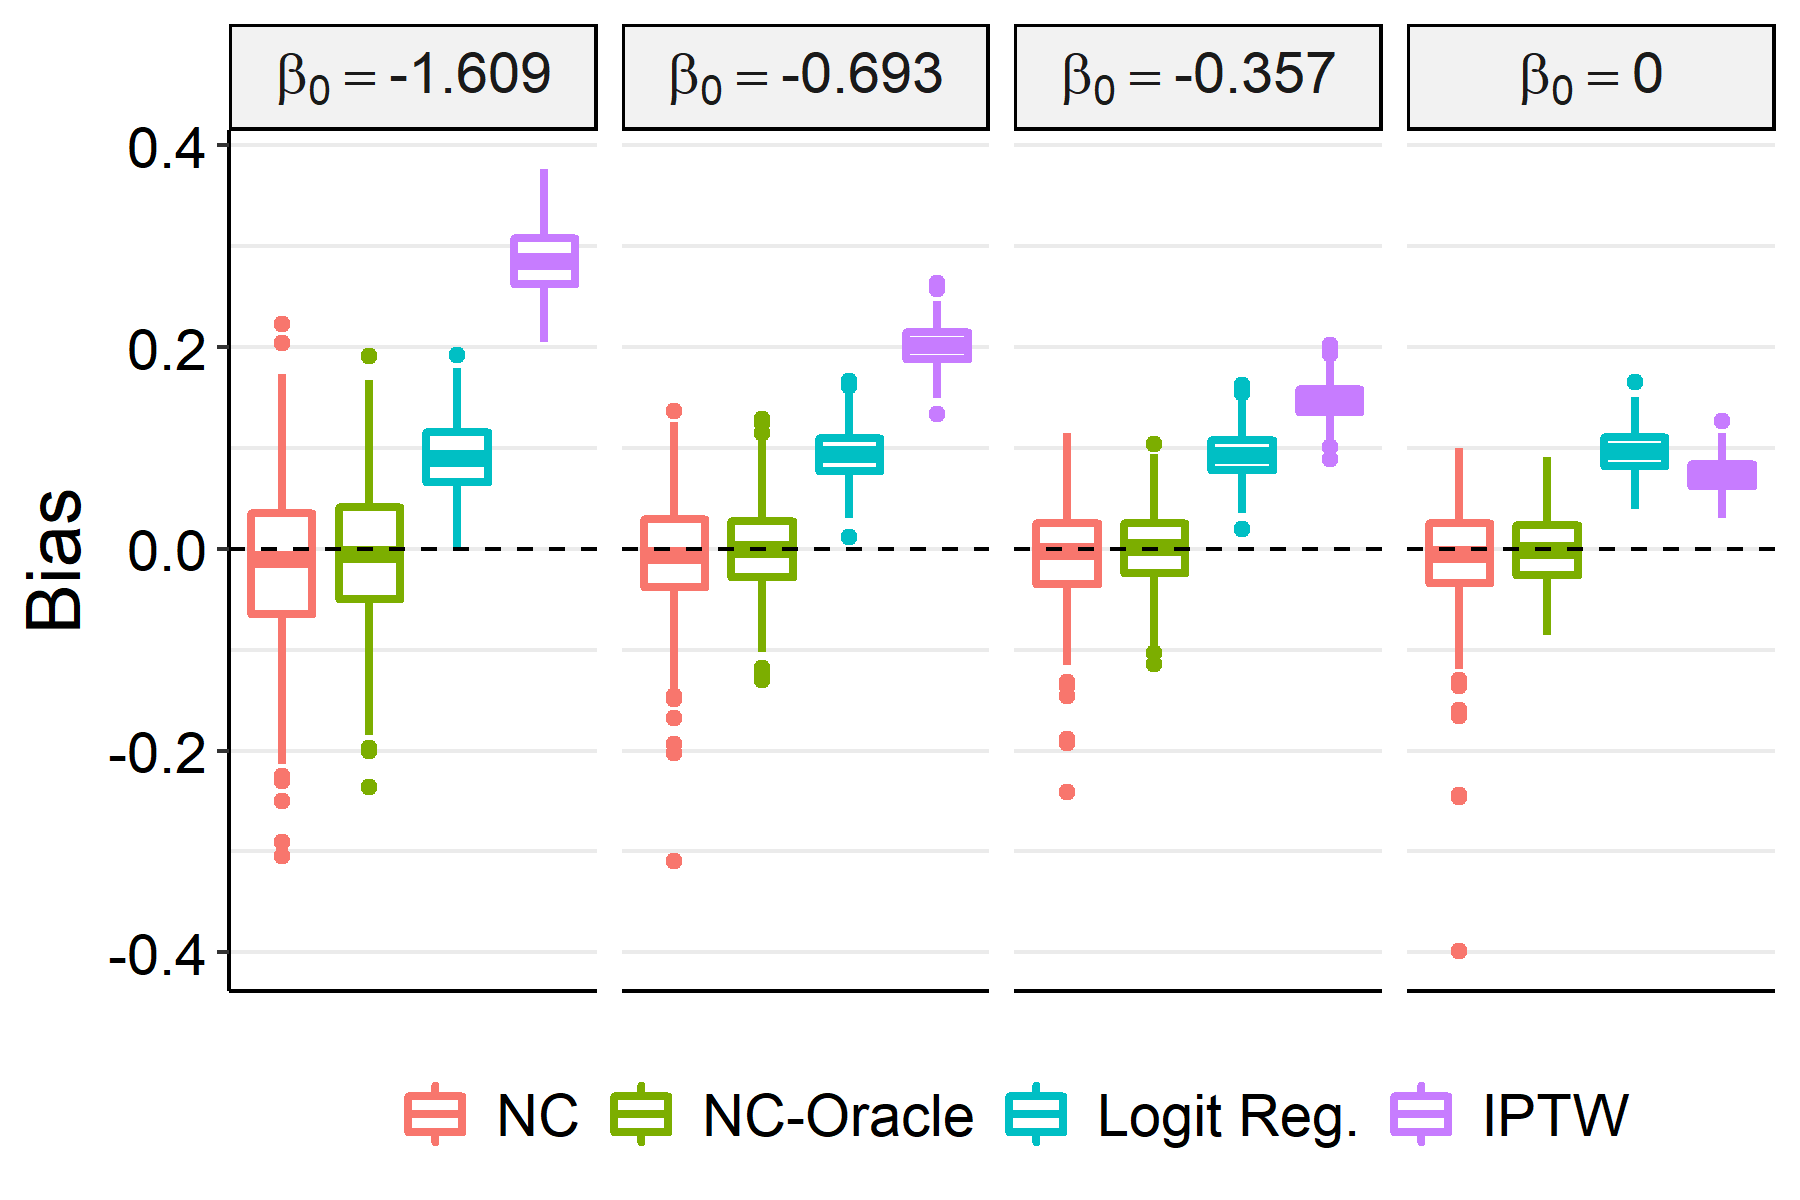 β₀ = -1.609
β₀ = -0.693
β₀ = -0.357
β₀ = 0
Bias
0.4
0.2
0.0
-0.2
-0.4
NC
NC-Oracle
Logit Reg.
IPTW